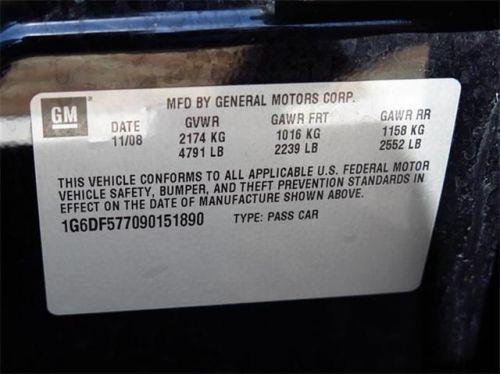 GM
MFD BY GENERAL MOTORS CORP.
DATE GVWR GAWR FRT GAWR RR
11/08 2174 KG 1016 KG 1158 KG
4791 LB 2239 LB 2552 LB
THIS VEHICLE CONFORMS TO ALL APPLICABLE U.S. FEDERAL MOTOR
VEHICLE SAFETY, BUMPER, AND THEFT PREVENTION STANDARDS IN
EFFECT ON THE DATE OF MANUFACTURE SHOWN ABOVE.
1G6DF577090151890 TYPE: PASS CAR